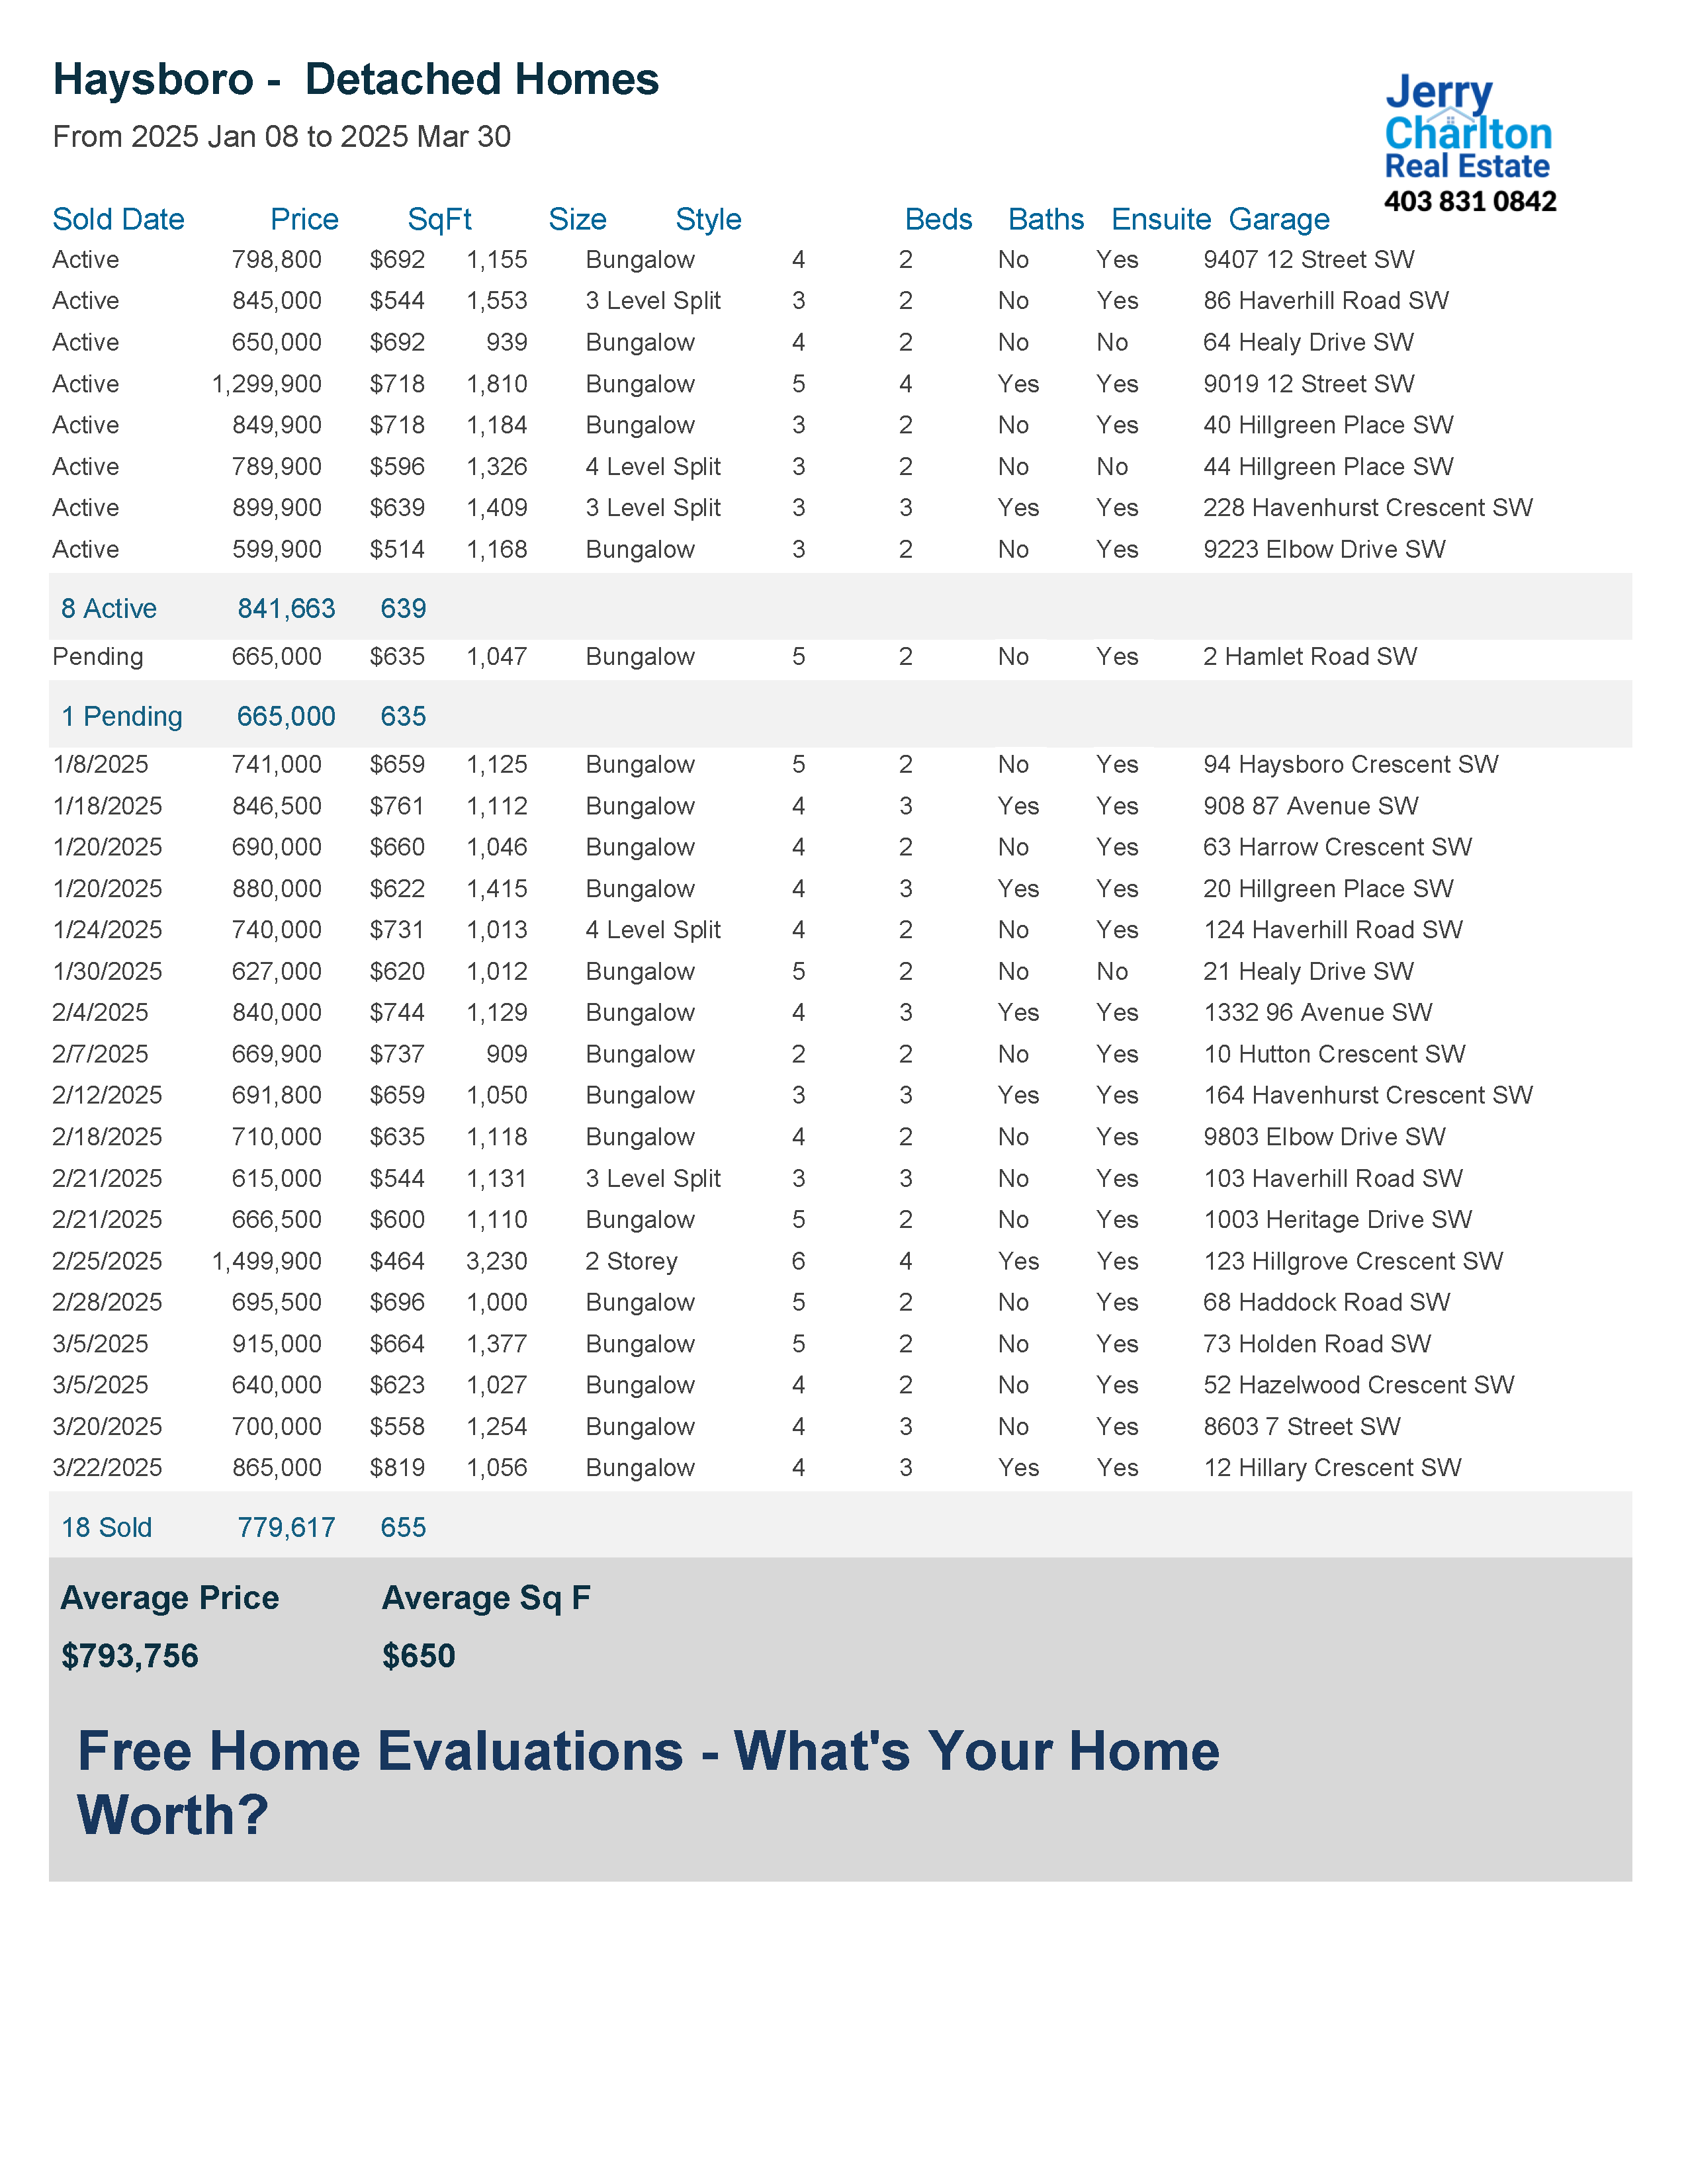 Haysboro - Detached Homes
From 2025 Jan 08 to 2025 Mar 30
Jerry
Charlton
Real Estate
403 831 0842
Sold Date Price SqFt Size Style Beds Baths Ensuite Garage
Active 798,800 $692 1,155 Bungalow 4 2 No Yes 9407 12 Street SW
Active 845,000 $544 1,553 3 Level Split 3 2 No Yes 86 Haverhill Road SW
Active 650,000 $692 939 Bungalow 4 2 No No 64 Healy Drive SW
Active 1,299,900 $718 1,810 Bungalow 5 4 Yes Yes 9019 12 Street SW
Active 849,900 $718 1,184 Bungalow 3 2 No Yes 40 Hillgreen Place SW
Active 789,900 $596 1,326 4 Level Split 3 2 No No 44 Hillgreen Place SW
Active 899,900 $639 1,409 3 Level Split 3 3 Yes Yes 228 Havenhurst Crescent SW
Active 599,900 $514 1,168 Bungalow 3 2 No Yes 9223 Elbow Drive SW
8 Active 841,663 639
Pending 665,000 $635 1,047 Bungalow 5 2 No Yes 2 Hamlet Road SW
1 Pending 665,000 635
1/8/2025 741,000 $659 1,125 Bungalow 5 2 No Yes 94 Haysboro Crescent SW
1/18/2025 846,500 $761 1,112 Bungalow 4 3 Yes Yes 908 87 Avenue SW
1/20/2025 690,000 $660 1,046 Bungalow 4 2 No Yes 63 Harrow Crescent SW
1/20/2025 880,000 $622 1,415 Bungalow 4 3 Yes Yes 20 Hillgreen Place SW
1/24/2025 740,000 $731 1,013 4 Level Split 4 2 No Yes 124 Haverhill Road SW
1/30/2025 627,000 $620 1,012 Bungalow 5 2 No No 21 Healy Drive SW
2/4/2025 840,000 $744 1,129 Bungalow 4 3 Yes Yes 1332 96 Avenue SW
2/7/2025 669,900 $737 909 Bungalow 2 2 No Yes 10 Hutton Crescent SW
2/12/2025 691,800 $659 1,050 Bungalow 3 3 Yes Yes 164 Havenhurst Crescent SW
2/18/2025 710,000 $635 1,118 Bungalow 4 2 No Yes 9803 Elbow Drive SW
2/21/2025 615,000 $544 1,131 3 Level Split 3 3 No Yes 103 Haverhill Road SW
2/21/2025 666,500 $600 1,110 Bungalow 5 2 No Yes 1003 Heritage Drive SW
2/25/2025 1,499,900 $464 3,230 2 Storey 6 4 Yes Yes 123 Hillgrove Crescent SW
2/28/2025 695,500 $696 1,000 Bungalow 5 2 No Yes 68 Haddock Road SW
3/5/2025 915,000 $664 1,377 Bungalow 5 2 No Yes 73 Holden Road SW
3/5/2025 640,000 $623 1,027 Bungalow 4 2 No Yes 52 Hazelwood Crescent SW
3/20/2025 700,000 $558 1,254 Bungalow 4 3 No Yes 8603 7 Street SW
3/22/2025 865,000 $819 1,056 Bungalow 4 3 Yes Yes 12 Hillary Crescent SW
18 Sold 779,617 655
Average Price Average Sq F
$793,756 $650
Free Home Evaluations - What's Your Home
Worth?